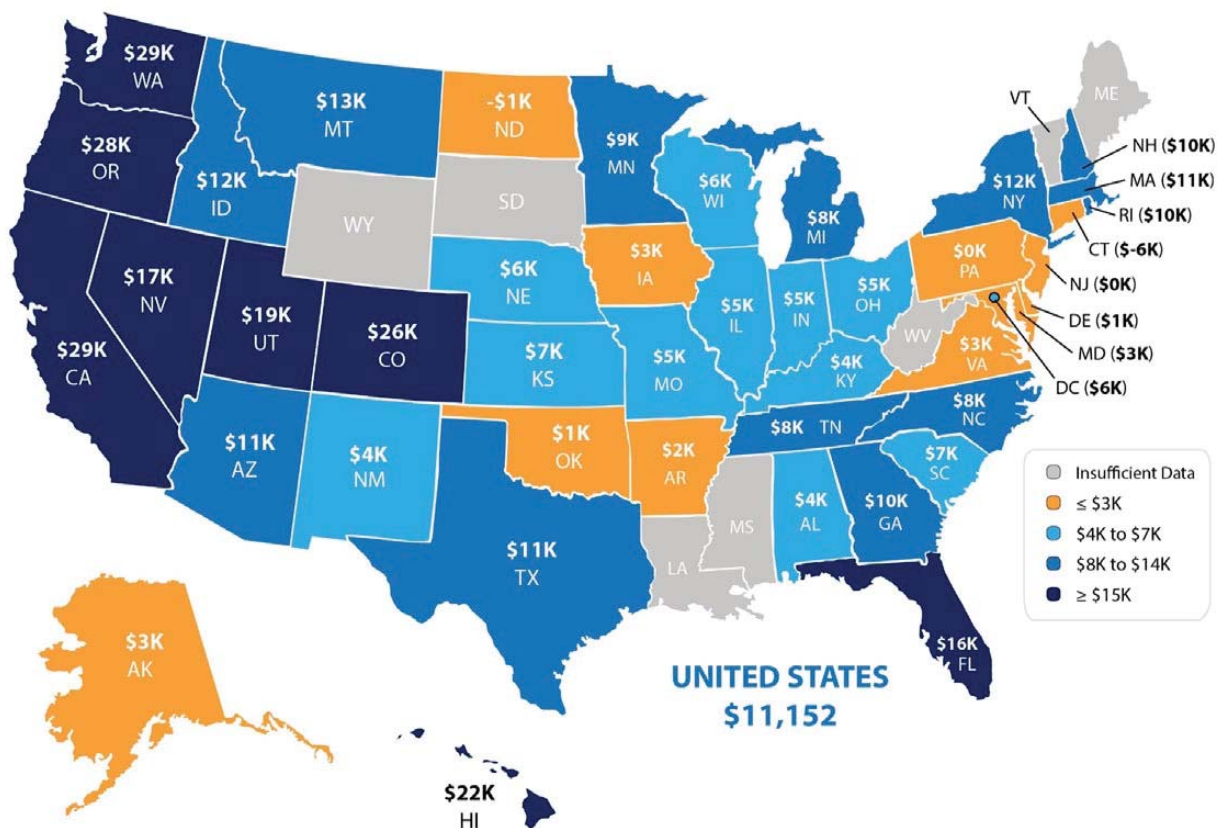 $29K
WA
$28K
OR
$29K
CA
$17K
NV
$12K
ID
$13K
MT
WY
$19K
UT
$26K
CO
$11K
AZ
$4K
NM
-$1K
ND
SD
$6K
NE
$7K
KS
$1K
OK
$11K
TX
$9K
MN
$3K
IA
$5K
MO
$2K
AR
LA
$6K
WI
$5K
IL
$8K
MI
$5K
IN
$5K
OH
$4K
KY
$8K TN
MS
$4K
AL
$10K
GA
$16K
FL
$7K
SC
$8K
NC
$3K
VA
WV
$0K
PA
$12K
NY
VT
ME
NH ($10K)
MA ($11K)
RI ($10K)
CT ($-6K)
NJ ($0K)
DE ($1K)
MD ($3K)
DC ($6K)
Insufficient Data
≤ $3K
$4K to $7K
$8K to $14K
≥ $15K
$3K
AK
$22K
HI
UNITED STATES
$11,152